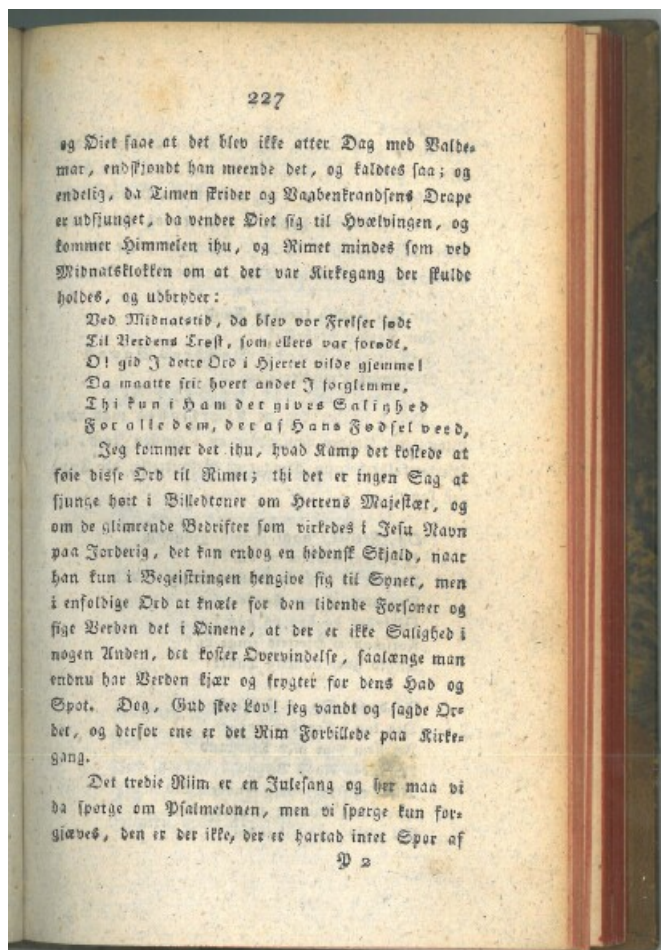 227
og Øiet saae at det blev ikke atter Dag med Valde-
mar, endskjøndt han meende det, og kaldtes saa; og
endelig, da Timen skrider og Vaabenkrandsens Drape
er udsjunget, da vender Øiet sig til Hvælvingen, og
kommer Himmelen ihu, og Rimet mindes som ved
Midnatsklokken om at det var Kirkegang der skulde
holdes, og udbryder:
Ved Midnatstid, da blev vor Frelser født
Til Verdens Trøst, som ellers var forødt.
O! gid I dette Ord i Hjertet vilde gjemme!
Da maatte frit hvert andet I forglemme,
Thi kun i Ham der gives Salighed
For alle dem, der af Hans Fødsel veed,
Jeg kommer det ihu, hvad Kamp det kostede at
føie disse Ord til Rimet; thi det er ingen Sag at
sjunge høit i Billedtoner om Herrens Majestæt, og
om de glimrende Bedrifter som virkedes i Jesu Navn
paa Jorderig, det kan endog en hedensk Skjald, naar
han kun i Begeistringen hengive sig til Synet, men
i enfoldige Ord at knæle for den lidende Forsoner og
sige Verden det i Øinene, at der er ikke Salighed i
nogen Anden, det koster Overvindelse, saalænge man
endnu har Verden kjær og frygter for dens Had og
Spot. Dog, Gud skee Lov! jeg vandt og sagde Or-
det, og derfor ene er det Rim Forbillede paa Kirke-
gang.
Det tredie Riim er en Julesang og her maa vi
da spørge om Psalmetonen, men vi spørge kun for-
gjæves, den er der ikke, der er hartad intet Spor af
P 2